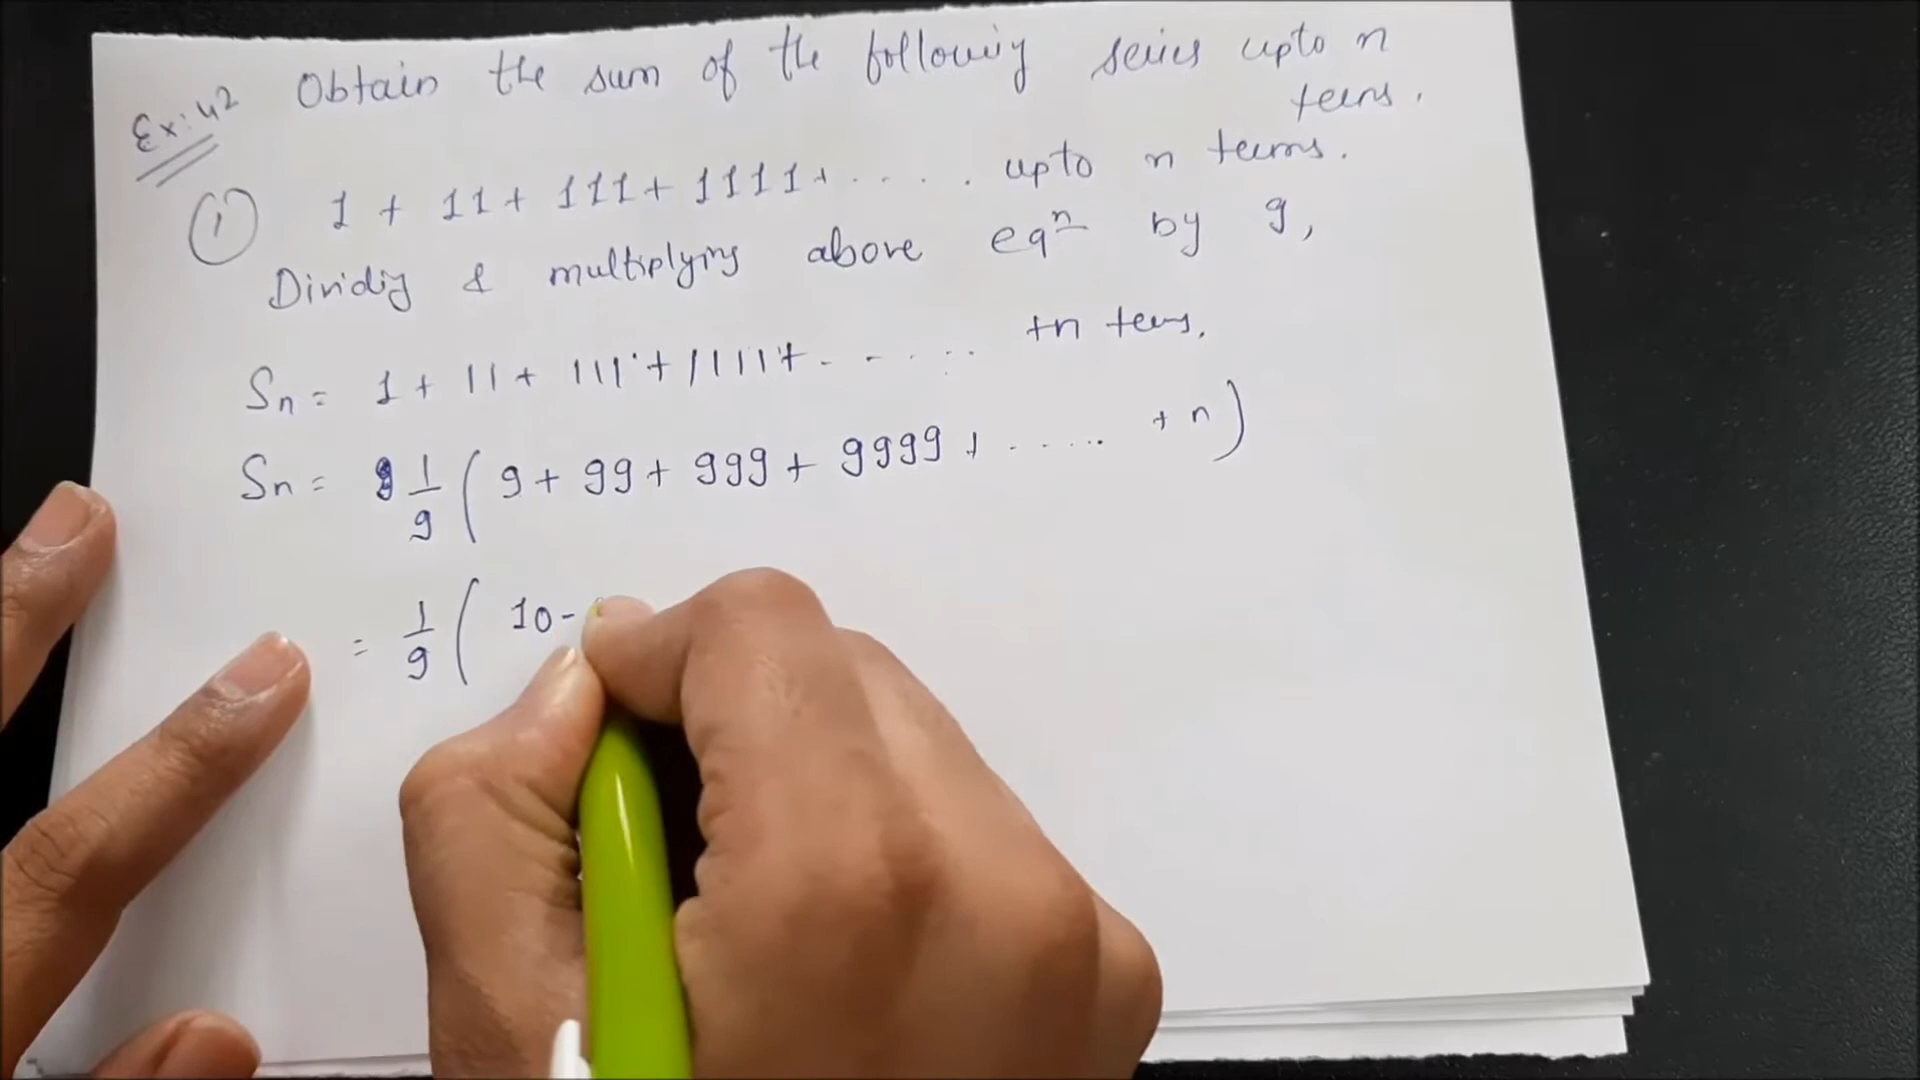 Ex: 42 Obtain the sum of the following series upto n
terms.
1 1 + 11 + 111 + 1111 + ..... upto n terms.
Dividing & multiplying above eqn by 9,
Sn = 1 + 11 + 111 + 1111 + ...... +n terms.
Sn = 1/9 ( 9 + 99 + 999 + 9999 + ...... + n )
= 1/9 ( 10 -